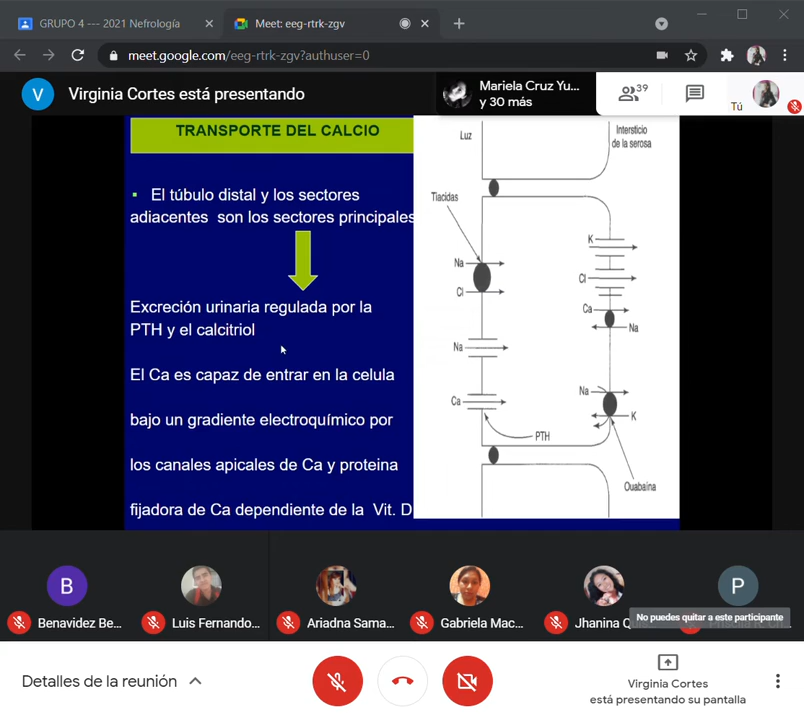 GRUPO 4 --- 2021 Nefrología
Meet: eeg-rtrk-zgv
meet.google.com/eeg-rtrk-zgv?authuser=0
V
Virginia Cortes está presentando
Mariela Cruz Yu...
y 30 más
39
Tú
TRANSPORTE DEL CALCIO
▪ El túbulo distal y los sectores
adyacentes son los sectores principales
Excreción urinaria regulada por la
PTH y el calcitriol
El Ca es capaz de entrar en la celula
bajo un gradiente electroquímico por
los canales apicales de Ca y proteina
fijadora de Ca dependiente de la Vit. D
Luz
Intersticio
de la serosa
Tiacidas
K
Na
Cl
Cl
Ca
Na
Na
Na
Ca
K
PTH
Ouabaína
B
P
Benavidez Be...
Luis Fernando...
Ariadna Sama...
Gabriela Mac...
Jhanina
No puedes quitar a este participante
Detalles de la reunión
Virginia Cortes
está presentando su pantalla